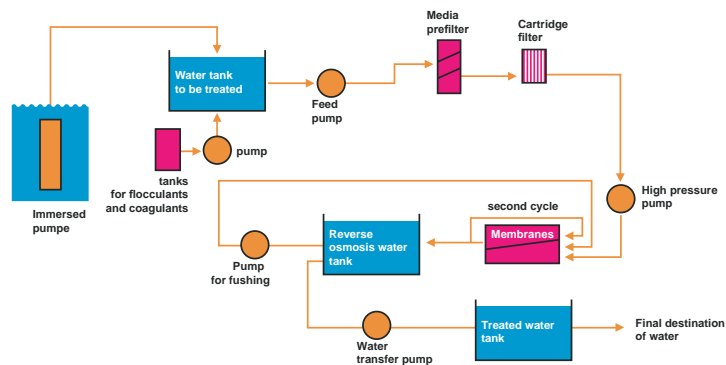 Media
prefilter
Cartridge
filter
Water tank
to be treated
Feed
pump
pump
tanks
for flocculants
and coagulants
Immersed
pumpe
High pressure
pump
second cycle
Membranes
Reverse
osmosis water
tank
Pump
for fushing
Water
transfer pump
Treated water
tank
Final destination
of water